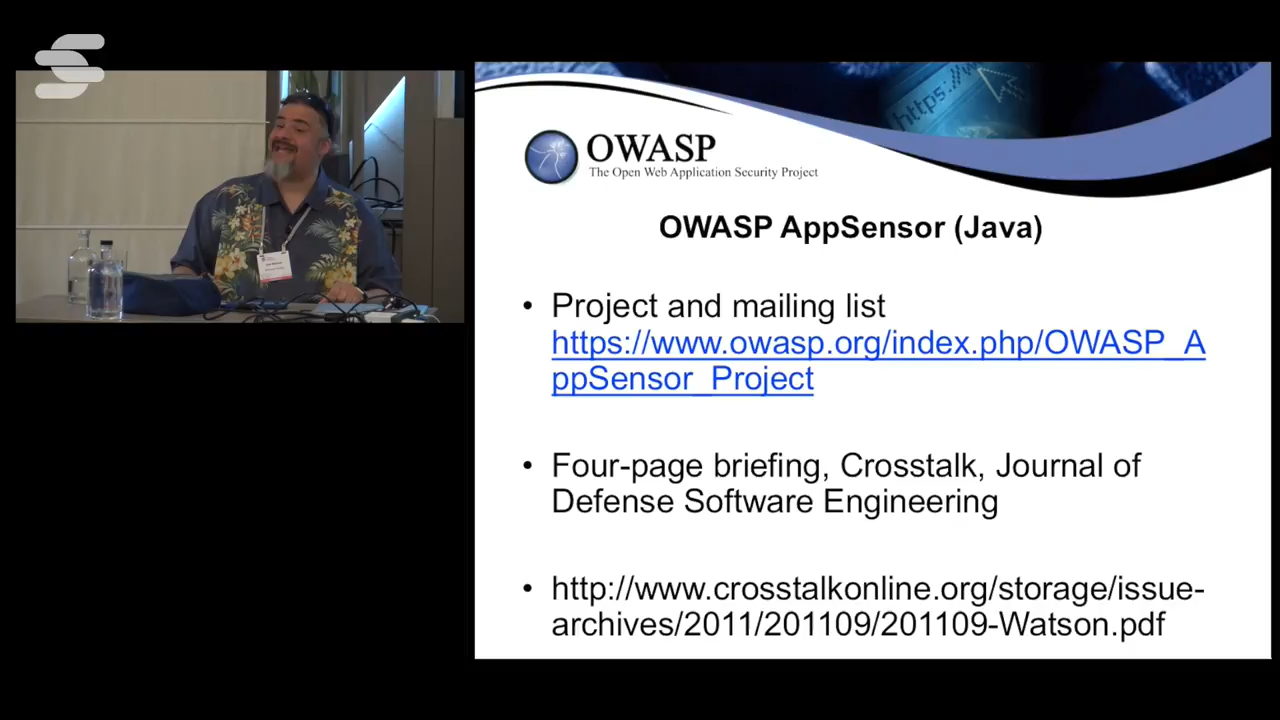 https://w
OWASP
The Open Web Application Security Project
OWASP AppSensor (Java)
• Project and mailing list
https://www.owasp.org/index.php/OWASP_A
ppSensor_Project
• Four-page briefing, Crosstalk, Journal of
Defense Software Engineering
• http://www.crosstalkonline.org/storage/issue-
archives/2011/201109/201109-Watson.pdf